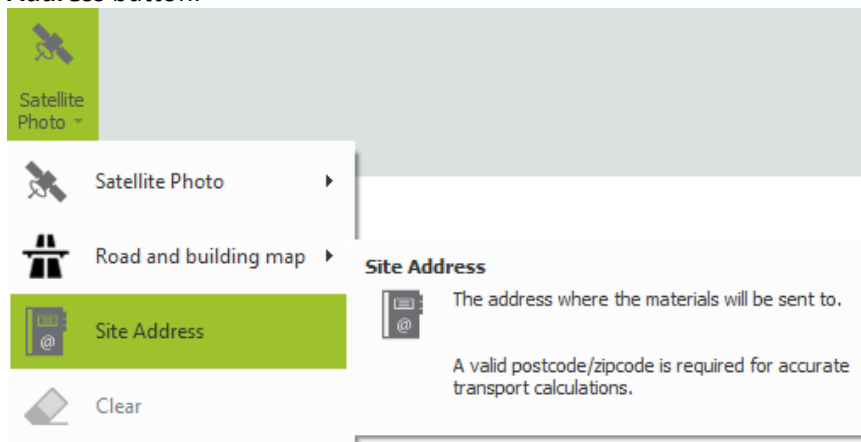 Address button.
Satellite
Photo
Satellite Photo
Road and building map
Site Address
Clear
Site Address
The address where the materials will be sent to.
A valid postcode/zipcode is required for accurate
transport calculations.